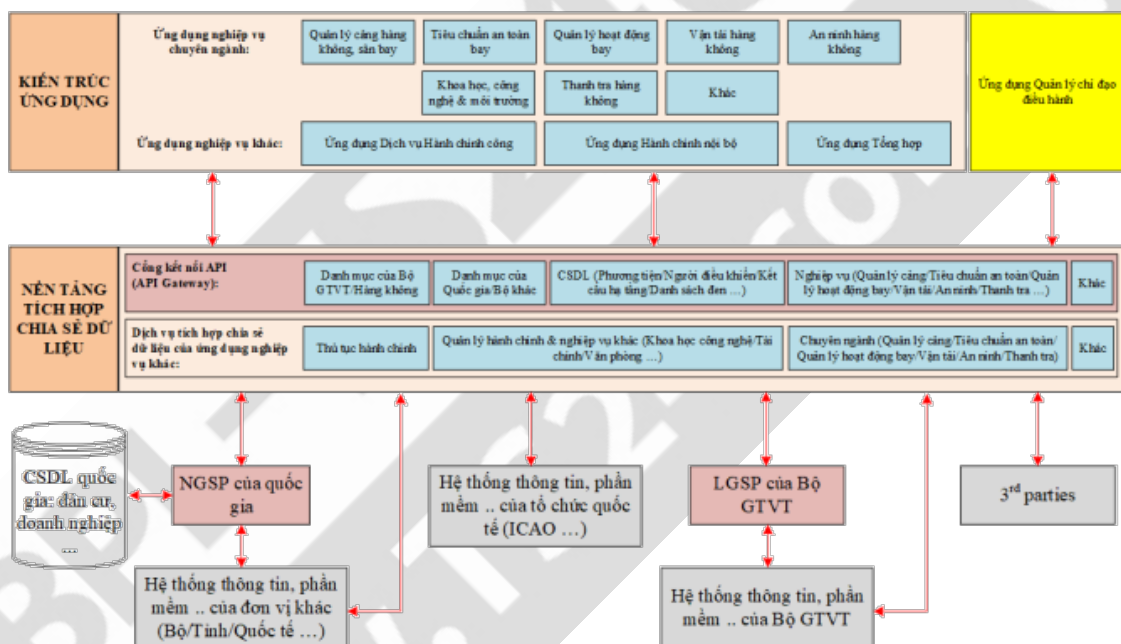 KIẾN TRÚC
ỨNG DỤNG
Ứng dụng nghiệp vụ
chuyên ngành:
Quản lý cảng hàng
không, sân bay
Tiêu chuẩn an toàn
bay
Quản lý hoạt động
bay
Vận tải hàng
không
An ninh hàng
không
Khoa học, công
nghệ & môi trường
Thanh tra hàng
không
Khác
Ứng dụng nghiệp vụ khác:
Ứng dụng Dịch vụ Hành chính công
Ứng dụng Hành chính nội bộ
Ứng dụng Tổng hợp
Ứng dụng Quản lý chỉ đạo
điều hành
NỀN TẢNG
TÍCH HỢP
CHIA SẺ DỮ
LIỆU
Cổng kết nối API
(API Gateway):
Danh mục của Bộ
GTVT/Hàng không
Danh mục của
Quốc gia/Bộ khác
CSDL (Phương tiện/Người điều khiển/Kết
cấu hạ tầng/Danh sách đen ...)
Nghiệp vụ (Quản lý cảng/Tiêu chuẩn an toàn/Quản
lý hoạt động bay/Vận tải/An ninh/Thanh tra ...)
Khác
Dịch vụ tích hợp chia sẻ
dữ liệu của ứng dụng nghiệp
vụ khác:
Thủ tục hành chính
Quản lý hành chính & nghiệp vụ khác (Khoa học công nghệ/Tài
chính/Văn phòng ...)
Chuyên ngành (Quản lý cảng/Tiêu chuẩn an toàn/
Quản lý hoạt động bay/Vận tải/An ninh/Thanh tra)
Khác
CSDL quốc
gia: dân cư,
doanh nghiệp
...
NGSP của quốc
gia
Hệ thống thông tin, phần
mềm .. của tổ chức quốc
tế (ICAO ...)
LGSP của Bộ
GTVT
3rd parties
Hệ thống thông tin, phần
mềm .. của đơn vị khác
(Bộ/Tỉnh/Quốc tế ...)
Hệ thống thông tin, phần
mềm .. của Bộ GTVT